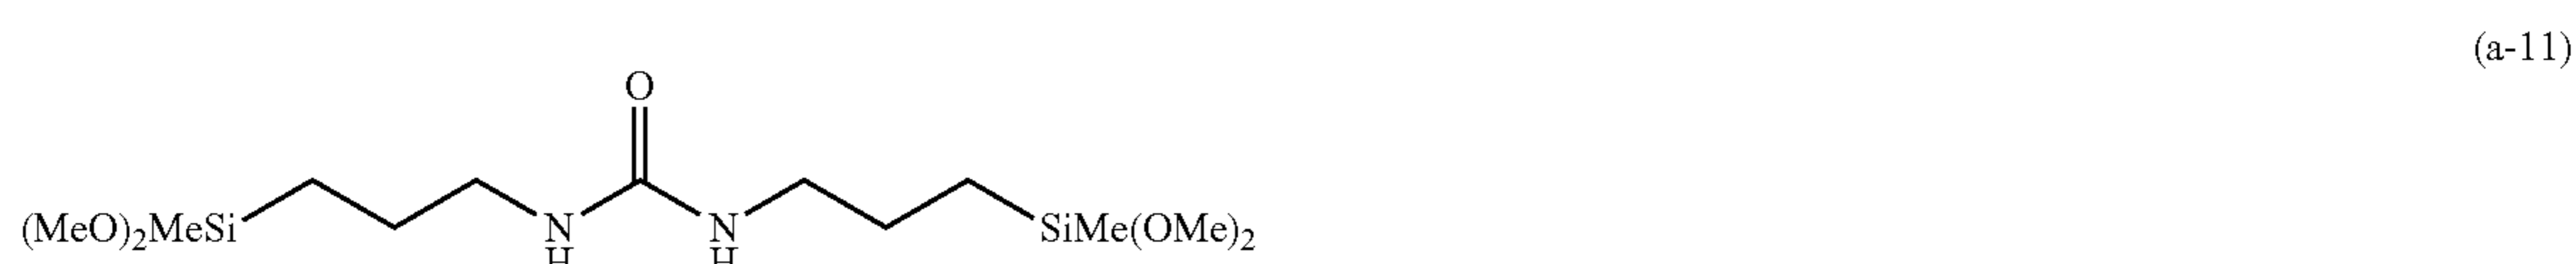 (a-11)
O
(MeO)₂MeSi N N SiMe(OMe)₂
H H